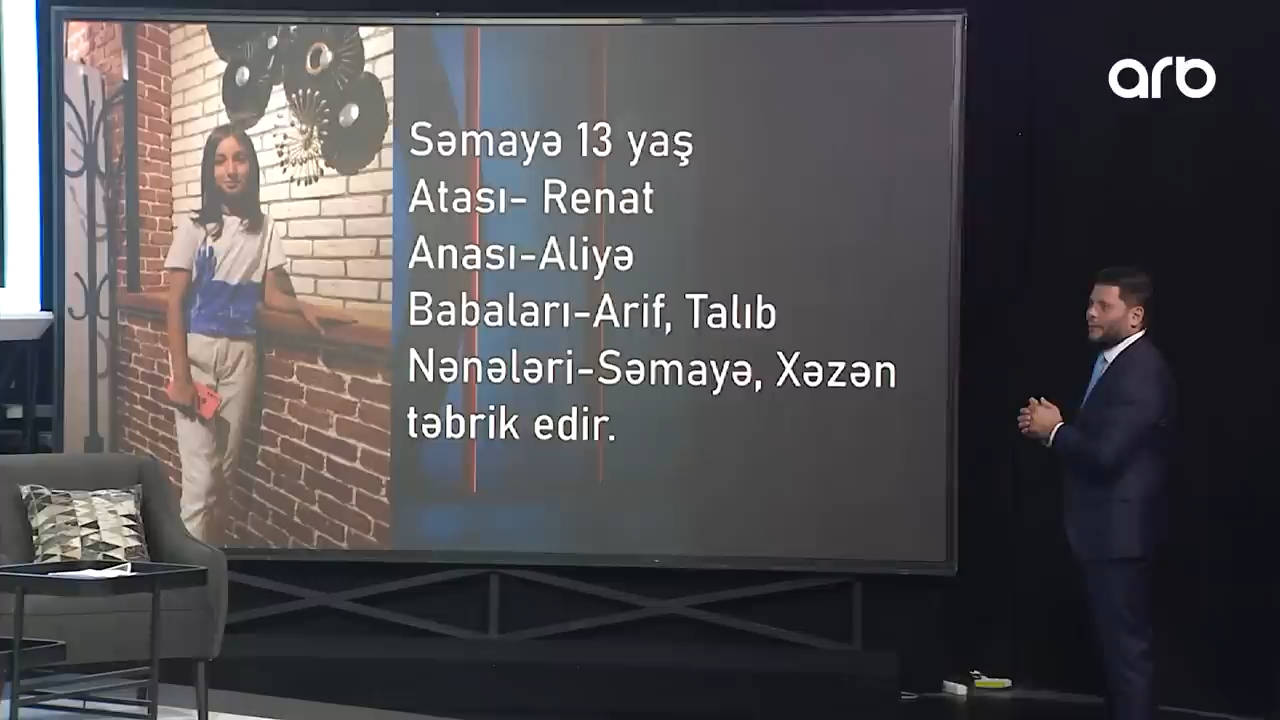 arb
Səmayə 13 yaş
Atası- Renat
Anası-Aliyə
Babaları-Arif, Talıb
Nənələri-Səmayə, Xəzən
təbrik edir.